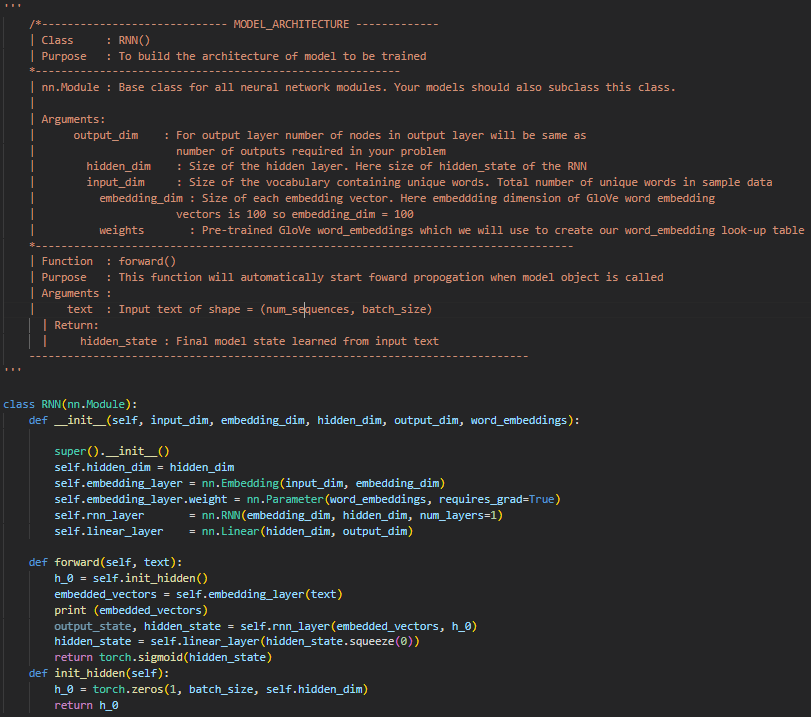 '''
    /*----------------------------- MODEL_ARCHITECTURE -------------
    | Class     : RNN()
    | Purpose   : To build the architecture of model to be trained
    *---------------------------------------------------------
    | nn.Module : Base class for all neural network modules. Your models should also subclass this class.
    |
    | Arguments:
    |      output_dim    : For output layer number of nodes in output layer will be same as
    |                      number of outputs required in your problem
    |        hidden_dim    : Size of the hidden layer. Here size of hidden_state of the RNN
    |        input_dim     : Size of the vocabulary containing unique words. Total number of unique words in sample data
    |          embedding_dim : Size of each embedding vector. Here embeddding dimension of GloVe word embedding
    |                      vectors is 100 so embedding_dim = 100
    |          weights       : Pre-trained GloVe word_embeddings which we will use to create our word_embedding look-up table
    *------------------------------------------------------------------------------------
    | Function  : forward()
    | Purpose   : This function will automatically start foward propogation when model object is called
    | Arguments :
    |     text  : Input text of shape = (num_sequences, batch_size)
    | | Return:
    | |     hidden_state : Final model state learned from input text
    ------------------------------------------------------------------------------
'''
class RNN(nn.Module):
    def __init__(self, input_dim, embedding_dim, hidden_dim, output_dim, word_embeddings):
        super().__init__()
        self.hidden_dim = hidden_dim
        self.embedding_layer = nn.Embedding(input_dim, embedding_dim)
        self.embedding_layer.weight = nn.Parameter(word_embeddings, requires_grad=True)
        self.rnn_layer       = nn.RNN(embedding_dim, hidden_dim, num_layers=1)
        self.linear_layer    = nn.Linear(hidden_dim, output_dim)
    def forward(self, text):
        h_0 = self.init_hidden()
        embedded_vectors = self.embedding_layer(text)
        print (embedded_vectors)
        output_state, hidden_state = self.rnn_layer(embedded_vectors, h_0)
        hidden_state = self.linear_layer(hidden_state.squeeze(0))
        return torch.sigmoid(hidden_state)
    def init_hidden(self):
        h_0 = torch.zeros(1, batch_size, self.hidden_dim)
        return h_0